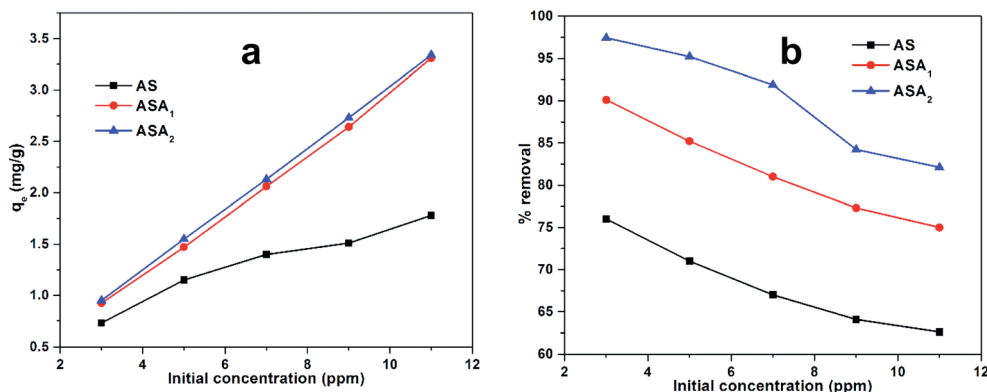 a
AS
ASA₁
ASA₂
qₑ (mg/g)
3.5
3.0
2.5
2.0
1.5
1.0
0.5
2 4 6 8 10 12
Initial concentration (ppm)
b
AS
ASA₁
ASA₂
% removal
100
95
90
85
80
75
70
65
60
2 4 6 8 10 12
Initial concentration (ppm)